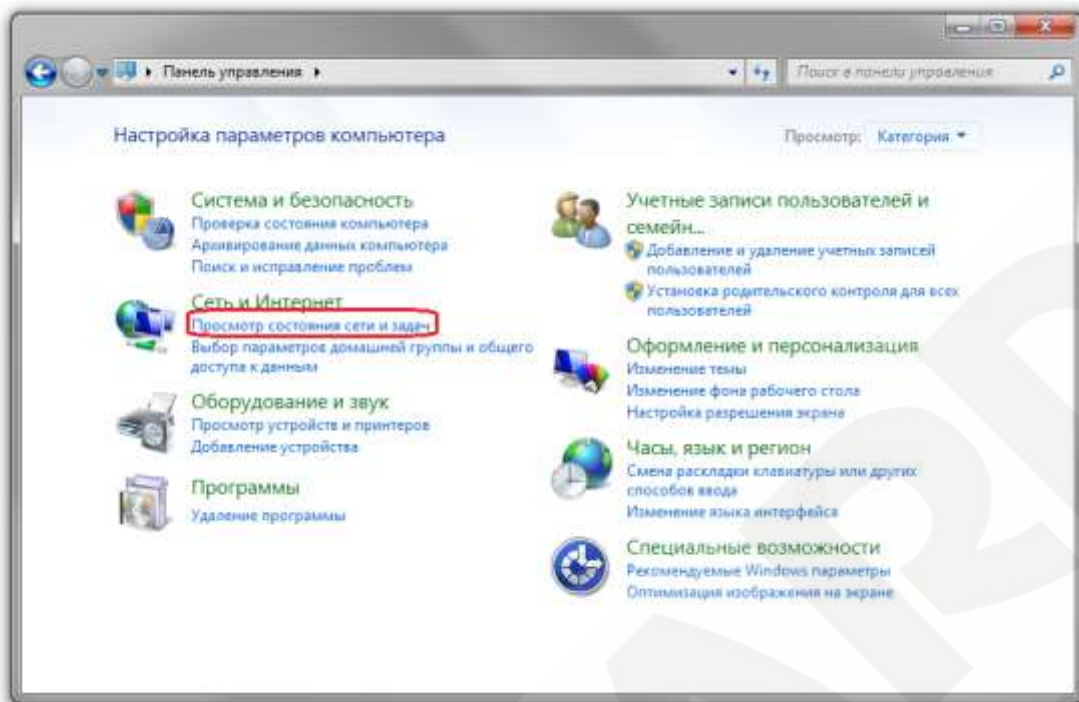 Панель управления
Поиск в панели управления
Настройка параметров компьютера
Просмотр: Категория
Система и безопасность
Проверка состояния компьютера
Архивирование данных компьютера
Поиск и исправление проблем
Сеть и Интернет
Просмотр состояния сети и задач
Выбор параметров домашней группы и общего
доступа к данным
Оборудование и звук
Просмотр устройств и принтеров
Добавление устройства
Программы
Удаление программы
Учетные записи пользователей и
семейн...
Добавление и удаление учетных записей
пользователей
Установка родительского контроля для всех
пользователей
Оформление и персонализация
Изменение темы
Изменение фона рабочего стола
Настройка разрешения экрана
Часы, язык и регион
Смена раскладки клавиатуры или других
способов ввода
Изменение языка интерфейса
Специальные возможности
Рекомендуемые Windows параметры
Оптимизация изображения на экране